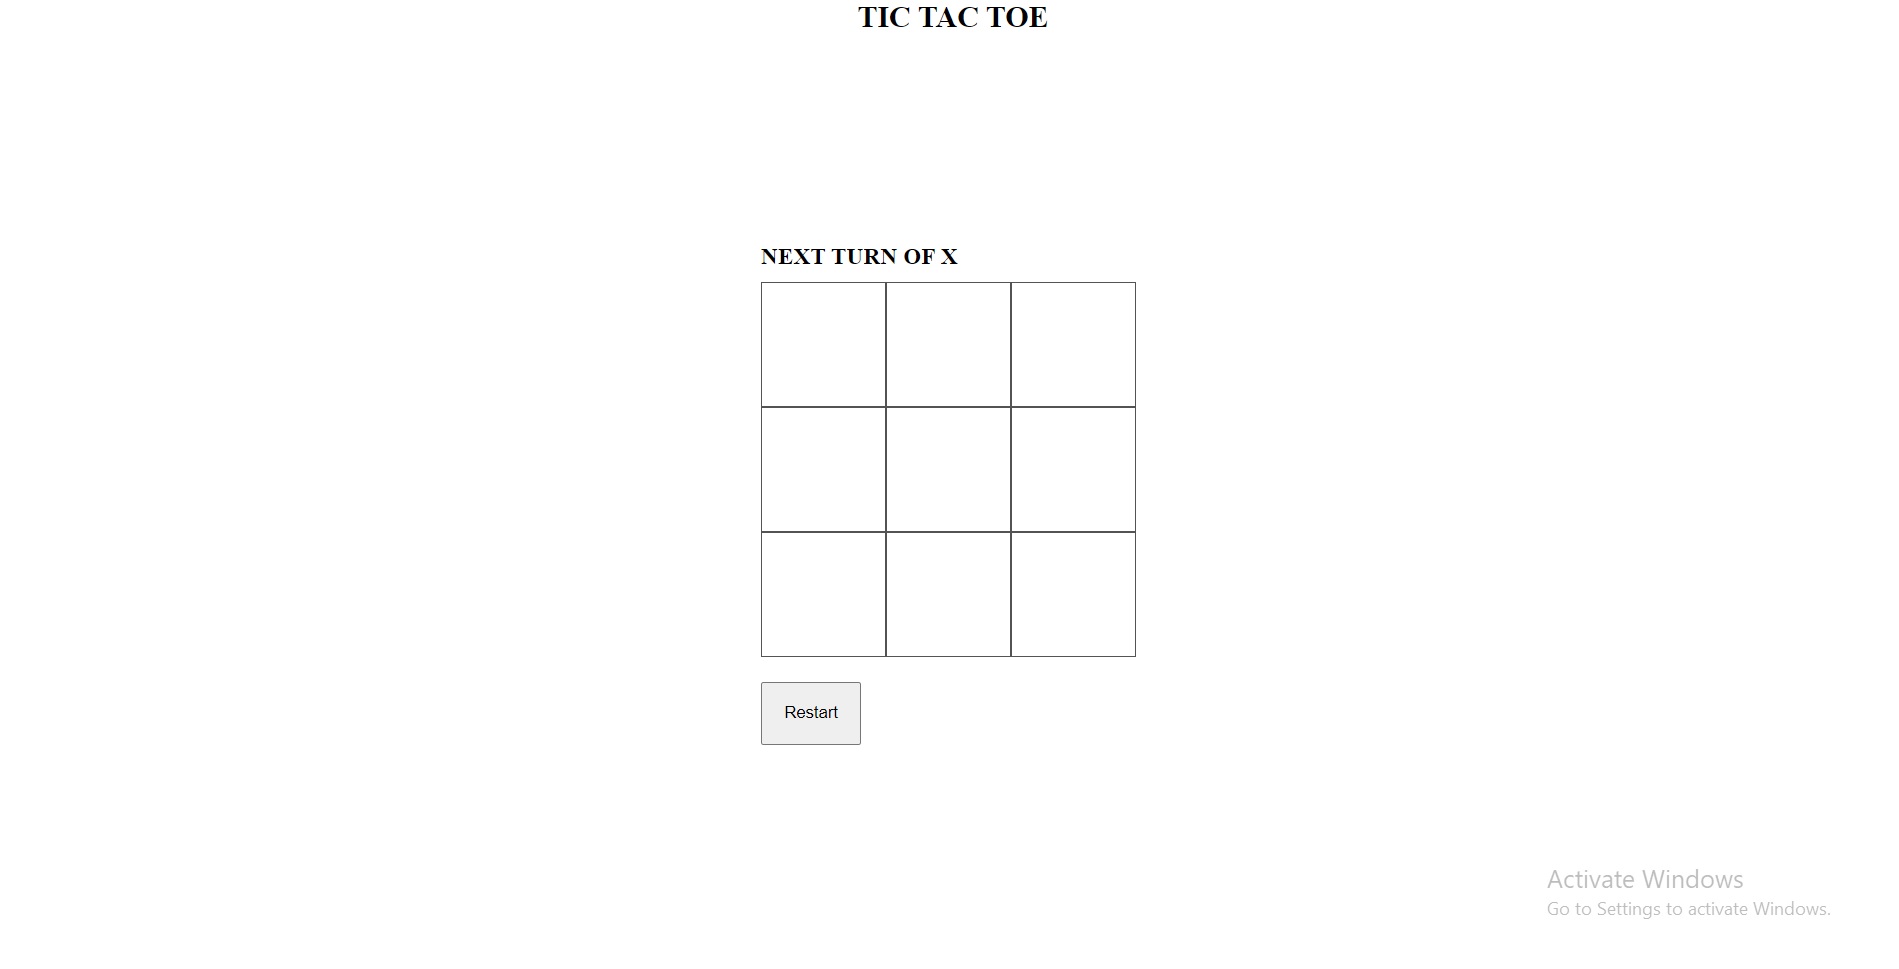 TIC TAC TOE
NEXT TURN OF X
Restart
Activate Windows
Go to Settings to activate Windows.